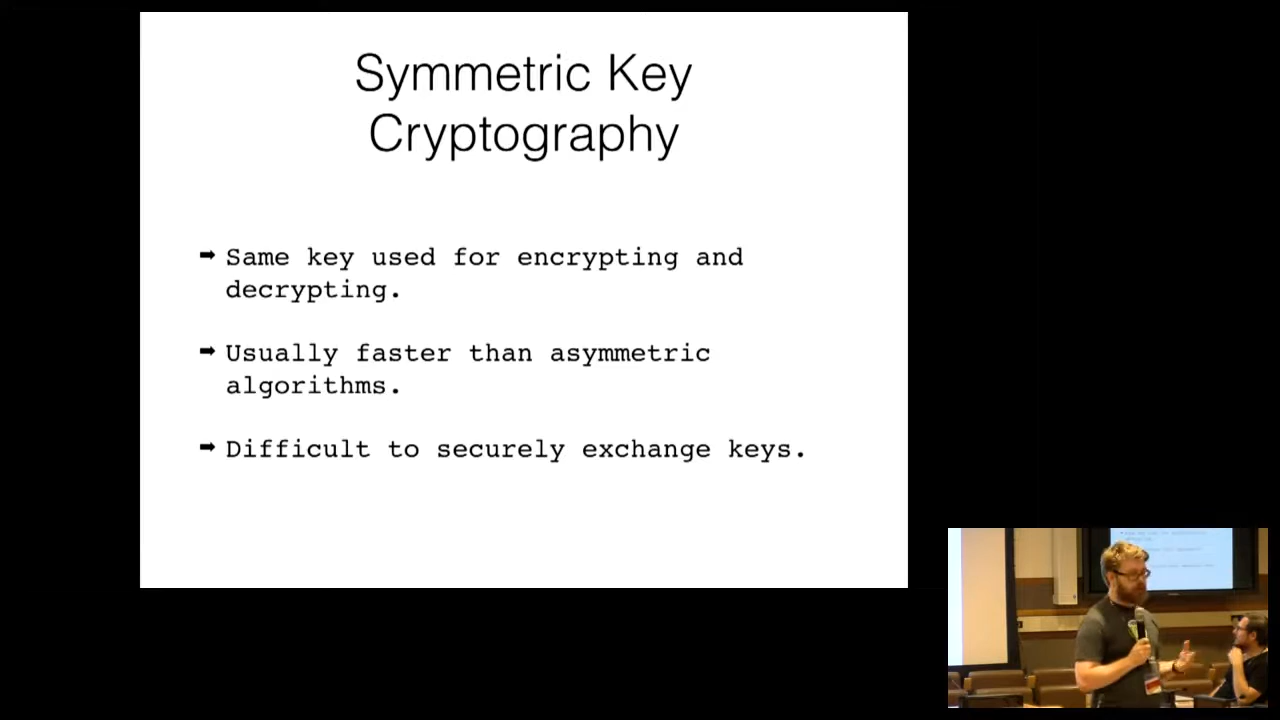 Symmetric Key
Cryptography
➡ Same key used for encrypting and
decrypting.
➡ Usually faster than asymmetric
algorithms.
➡ Difficult to securely exchange keys.